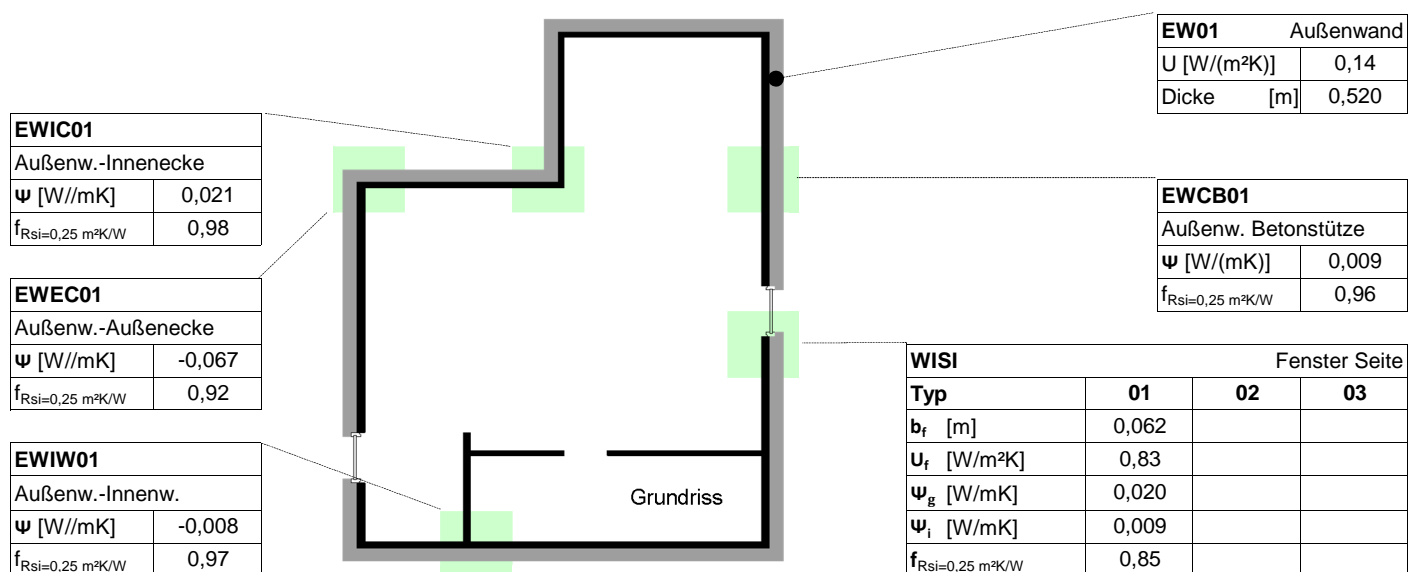 EWIC01
Außenw.-Innenecke
Ψ [W//mK] 0,021
fRsi=0,25 m²K/W 0,98
EWEC01
Außenw.-Außenecke
Ψ [W//mK] -0,067
fRsi=0,25 m²K/W 0,92
EWIW01
Außenw.-Innenw.
Ψ [W//mK] -0,008
fRsi=0,25 m²K/W 0,97
Grundriss
EW01 Außenwand
U [W/(m²K)] 0,14
Dicke [m] 0,520
EWCB01
Außenw. Betonstütze
Ψ [W/(mK)] 0,009
fRsi=0,25 m²K/W 0,96
WISI Fenster Seite
Typ 01 02 03
bf [m] 0,062
Uf [W/m²K] 0,83
Ψg [W/mK] 0,020
Ψi [W/mK] 0,009
fRsi=0,25 m²K/W 0,85